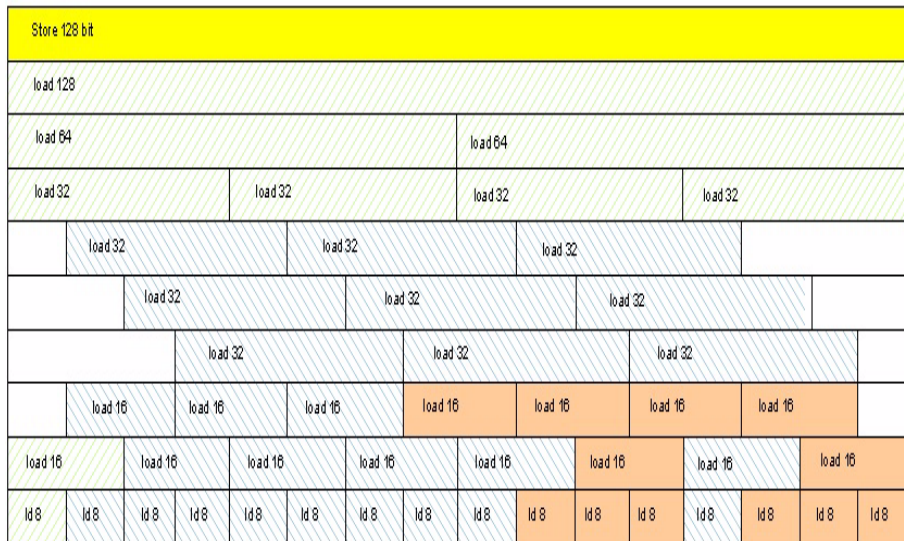 Store 128 bit
load 128
load 64 load 64
load 32 load 32 load 32 load 32
load 32 load 32 load 32
load 32 load 32 load 32
load 32 load 32 load 32
load 16 load 16 load 16 load 16 load 16 load 16 load 16
load 16 load 16 load 16 load 16 load 16 load 16 load 16 load 16
ld 8 ld 8 ld 8 ld 8 ld 8 ld 8 ld 8 ld 8 ld 8 ld 8 ld 8 ld 8 ld 8 ld 8 ld 8 ld 8